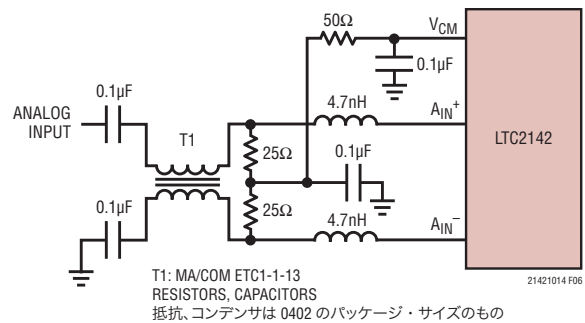 50Ω
VCM
0.1µF
0.1µF
ANALOG
INPUT
T1
4.7nH
AIN+
LTC2142
25Ω
0.1µF
0.1µF
25Ω
4.7nH
AIN−
21421014 F06
T1: MA/COM ETC1-1-13
RESISTORS, CAPACITORS
抵抗、コンデンサは 0402 のパッケージ・サイズのもの